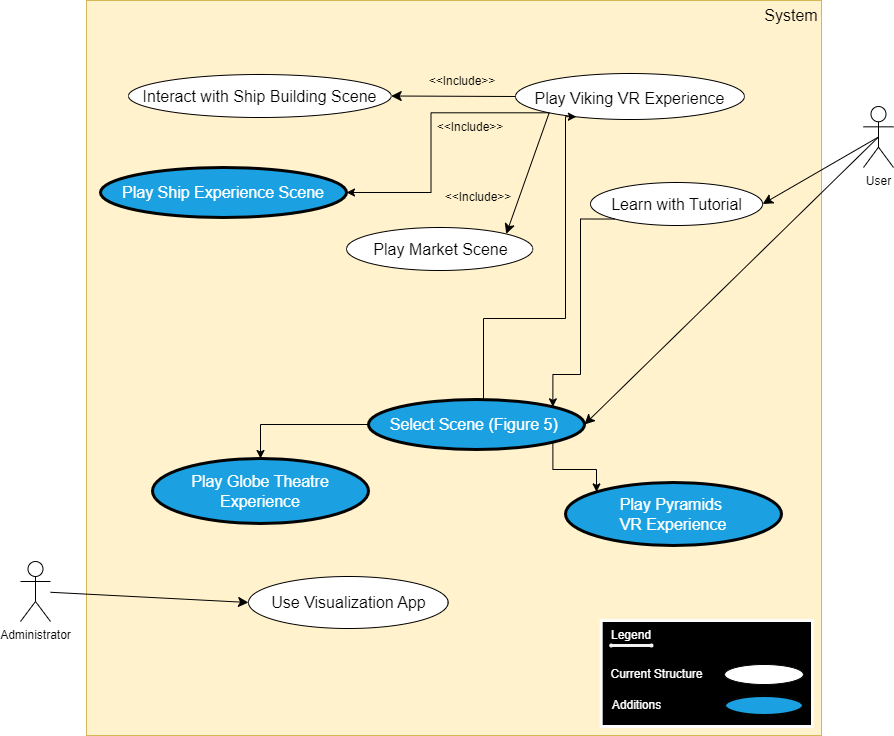 System
<<Include>>
Interact with Ship Building Scene
Play Viking VR Experience
<<Include>>
User
Play Ship Experience Scene
<<Include>>
Learn with Tutorial
Play Market Scene
Select Scene (Figure 5)
Play Globe Theatre
Experience
Play Pyramids
VR Experience
Use Visualization App
Administrator
Legend
Current Structure
Additions